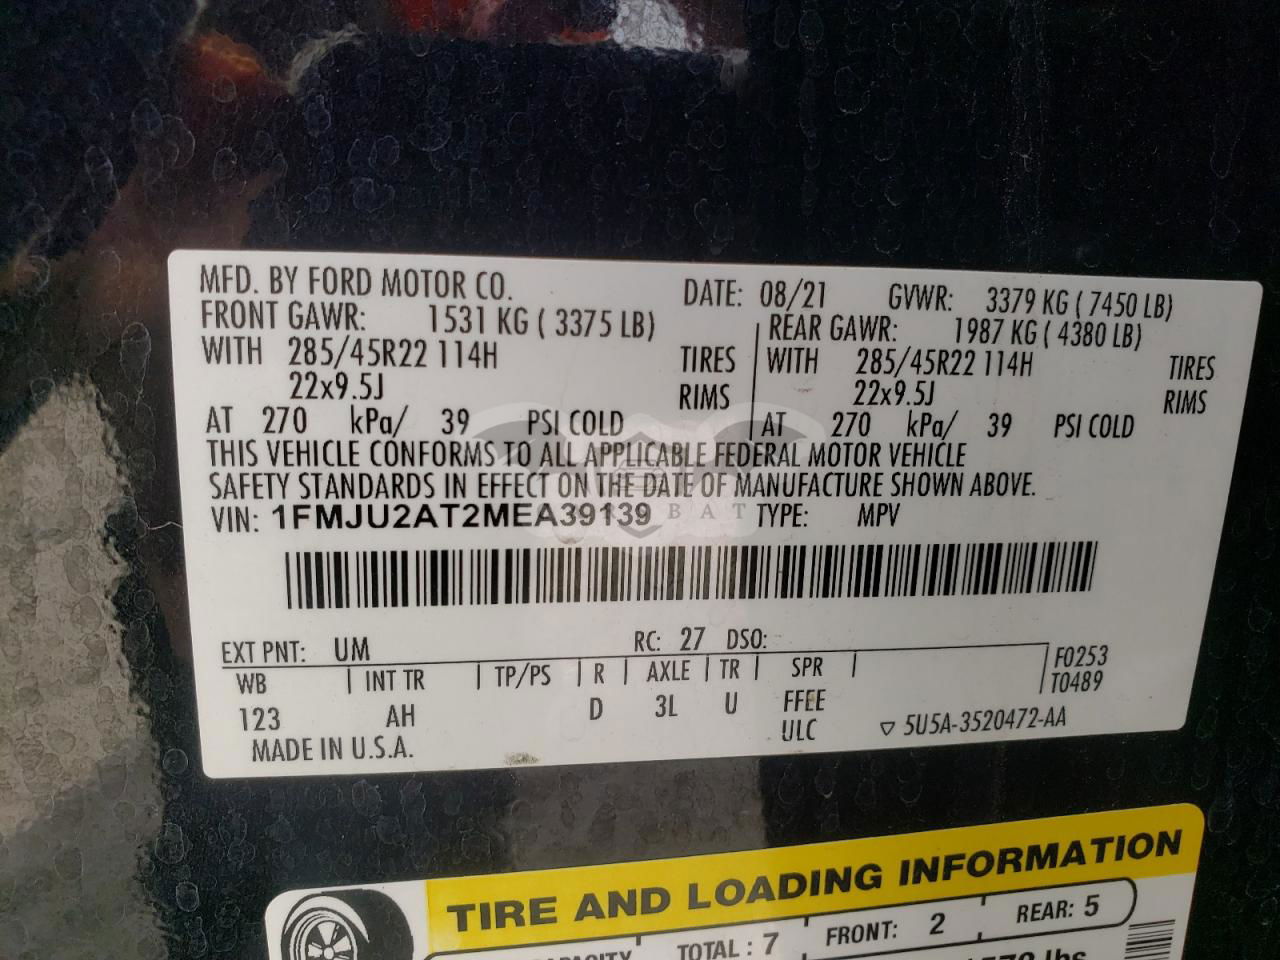 MFD. BY FORD MOTOR CO. DATE: 08/21 GVWR: 3379 KG ( 7450 LB)
FRONT GAWR: 1531 KG ( 3375 LB) REAR GAWR: 1987 KG ( 4380 LB)
WITH 285/45R22 114H TIRES WITH 285/45R22 114H TIRES
22x9.5J RIMS 22x9.5J RIMS
AT 270 kPa/ 39 PSI COLD AT 270 kPa/ 39 PSI COLD
THIS VEHICLE CONFORMS TO ALL APPLICABLE FEDERAL MOTOR VEHICLE
SAFETY STANDARDS IN EFFECT ON THE DATE OF MANUFACTURE SHOWN ABOVE.
VIN: 1FMJU2AT2MEA39139 TYPE: MPV
EXT PNT: UM RC: 27 DSO:
WB INT TR TP/PS R AXLE TR SPR F0253
T0489
123 AH D 3L U FFEE
ULC 5U5A-3520472-AA
MADE IN U.S.A.
TIRE AND LOADING INFORMATION
TOTAL : 7 FRONT: 2 REAR: 5